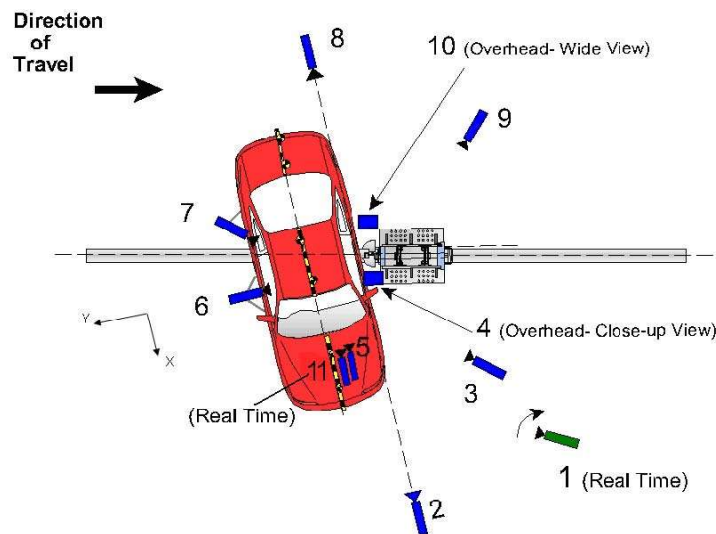 Direction
of
Travel
8
10 (Overhead- Wide View)
9
7
6
Y
X
4 (Overhead- Close-up View)
5
11
3
(Real Time)
1 (Real Time)
2